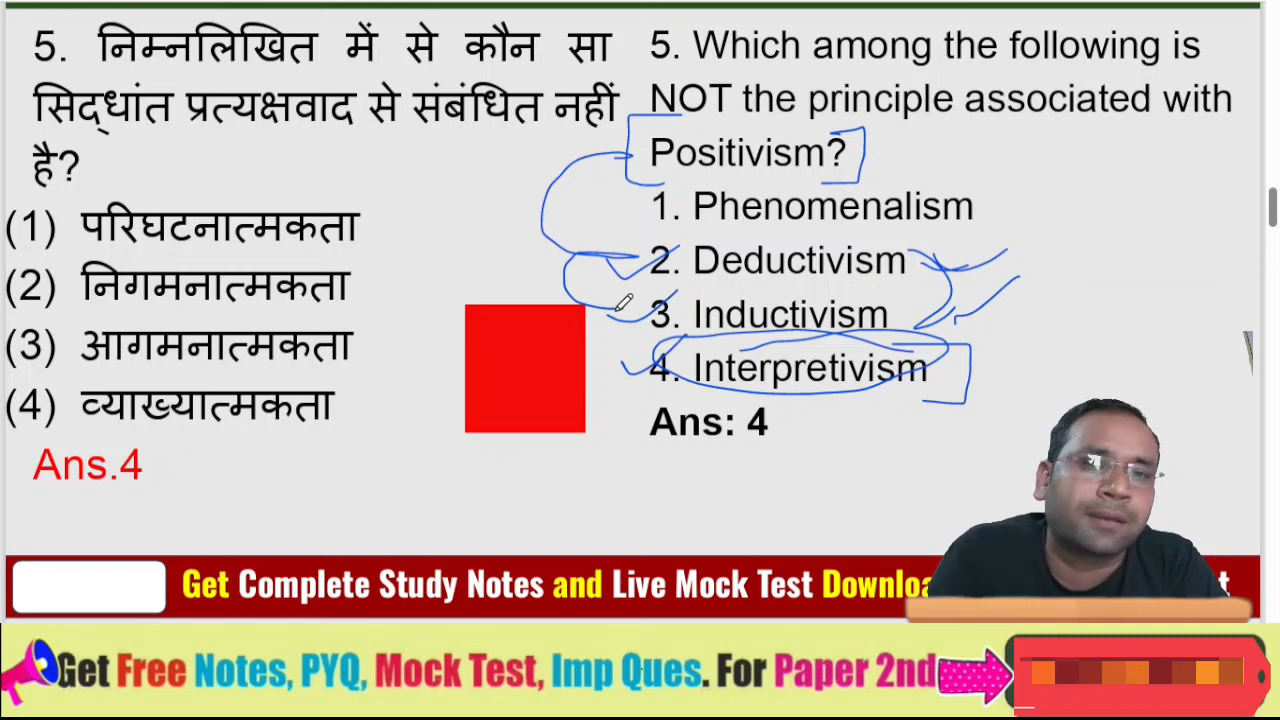 5. निम्नलिखित में से कौन सा
सिद्धांत प्रत्यक्षवाद से संबंधित नहीं
है?
(1) परिघटनात्मकता
(2) निगमनात्मकता
(3) आगमनात्मकता
(4) व्याख्यात्मकता
Ans.4
5. Which among the following is
NOT the principle associated with
Positivism?
1. Phenomenalism
2. Deductivism
3. Inductivism
4. Interpretivism
Ans: 4
Get Complete Study Notes and Live Mock Test
Get Free Notes, PYQ, Mock Test, Imp Ques. For Paper 2nd